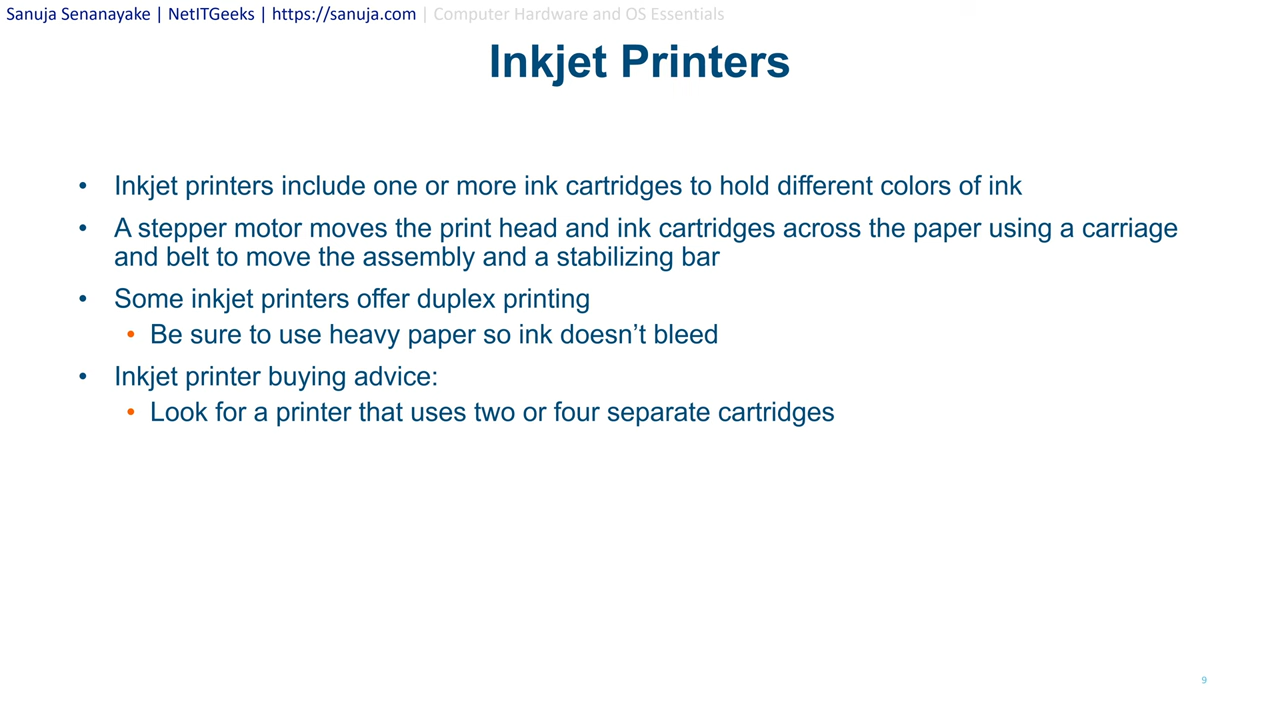 Sanuja Senanayake | NetITGeeks | https://sanuja.com | Computer Hardware and OS Essentials
Inkjet Printers
• Inkjet printers include one or more ink cartridges to hold different colors of ink
• A stepper motor moves the print head and ink cartridges across the paper using a carriage
and belt to move the assembly and a stabilizing bar
• Some inkjet printers offer duplex printing
• Be sure to use heavy paper so ink doesn’t bleed
• Inkjet printer buying advice:
• Look for a printer that uses two or four separate cartridges
9